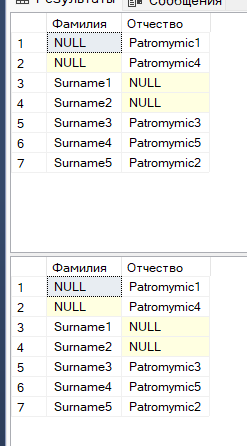 Результаты Сообщения
Фамилия Отчество
1 NULL Patromymic1
2 NULL Patromymic4
3 Surname1 NULL
4 Surname2 NULL
5 Surname3 Patromymic3
6 Surname4 Patromymic5
7 Surname5 Patromymic2
Фамилия Отчество
1 NULL Patromymic1
2 NULL Patromymic4
3 Surname1 NULL
4 Surname2 NULL
5 Surname3 Patromymic3
6 Surname4 Patromymic5
7 Surname5 Patromymic2